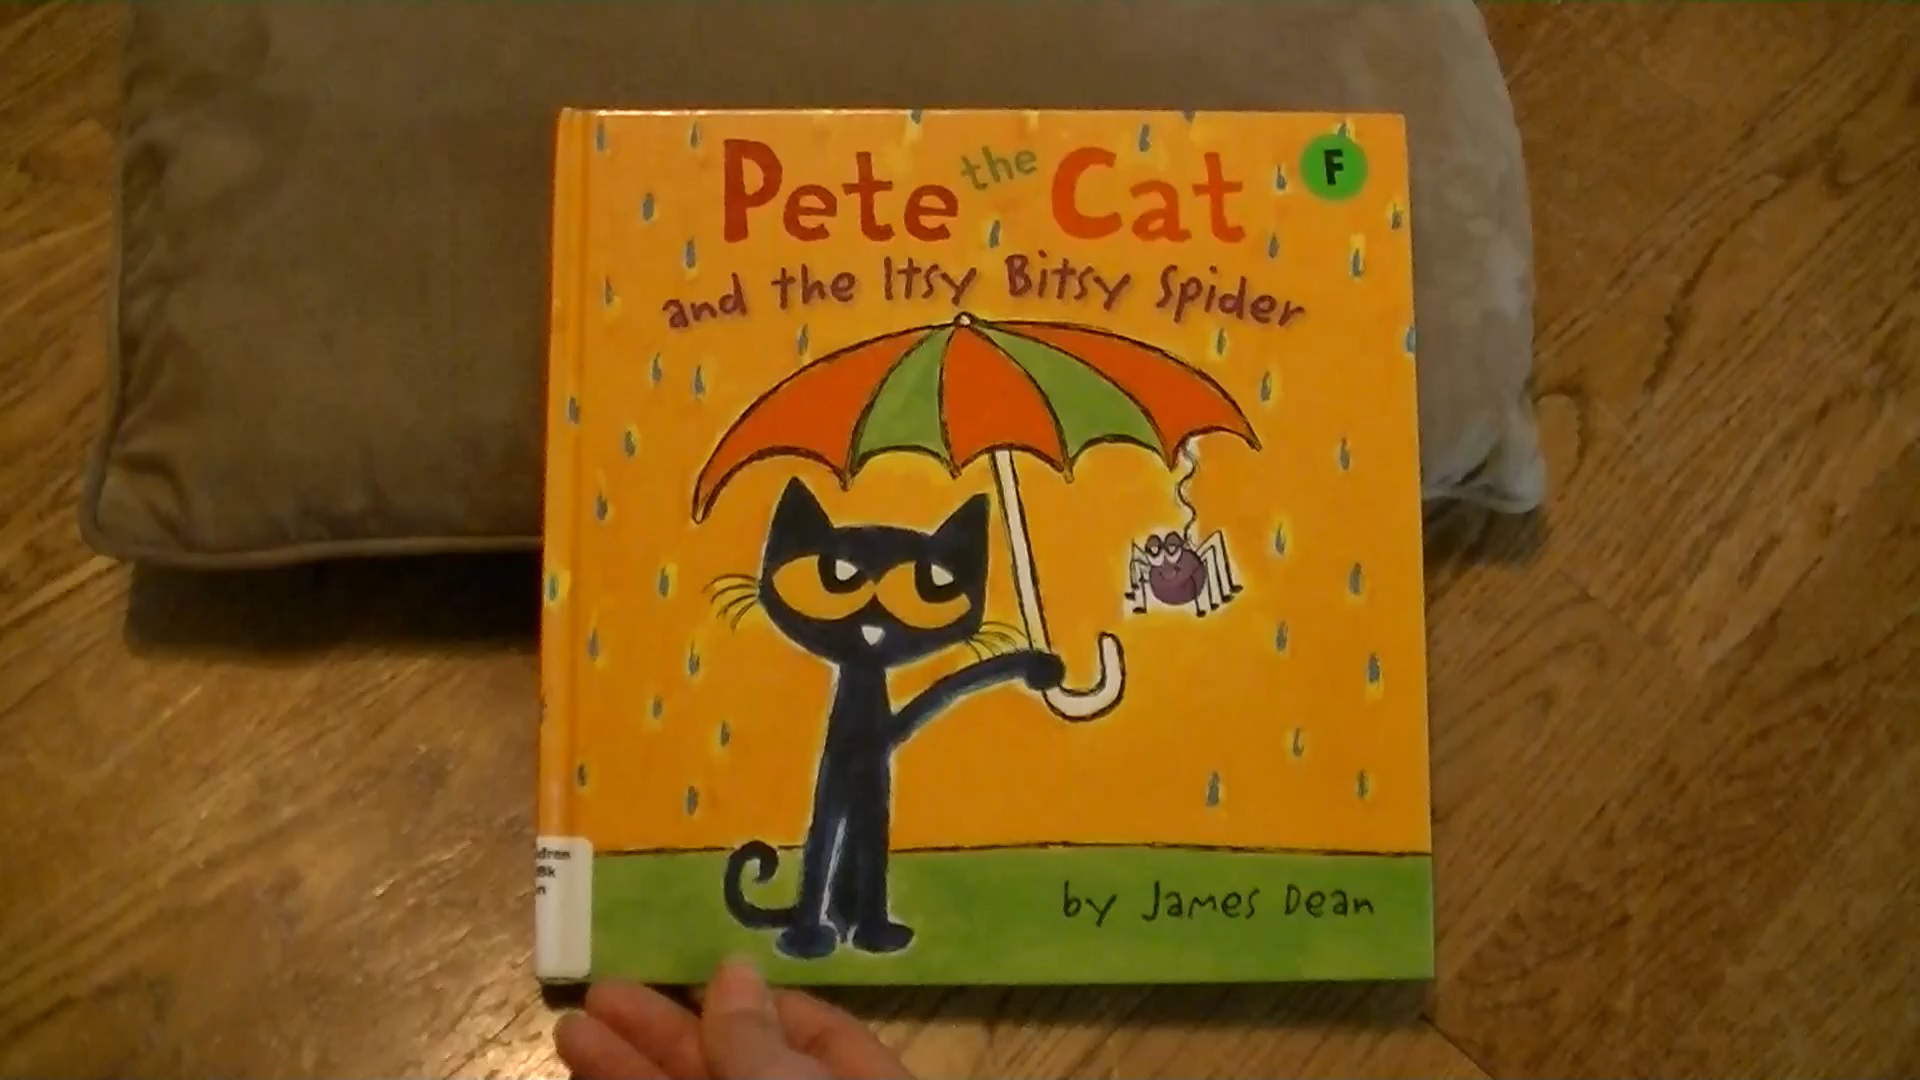 Pete the Cat
F
and the Itsy Bitsy Spider
by James Dean